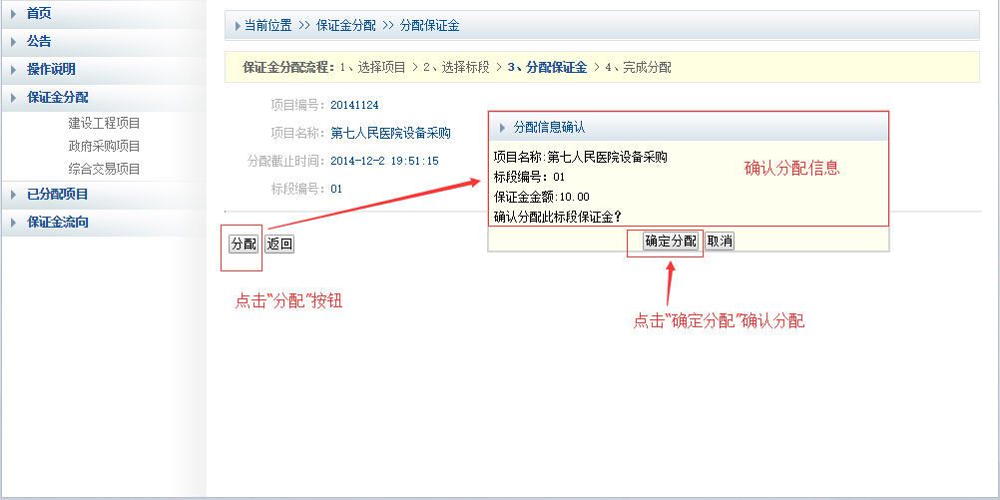 首页
公告
操作说明
保证金分配
建设工程项目
政府采购项目
综合交易项目
已分配项目
保证金流向
当前位置 >> 保证金分配 >> 分配保证金
保证金分配流程: 1、选择项目 > 2、选择标段 > 3、分配保证金 > 4、完成分配
项目编号: 20141124
项目名称: 第七人民医院设备采购
分配截止时间: 2014-12-2 19:51:15
标段编号: 01
分配 返回
点击“分配”按钮
分配信息确认
项目名称:第七人民医院设备采购
标段编号: 01
保证金金额:10.00
确认分配此标段保证金?
确认分配信息
确定分配 取消
点击“确定分配”确认分配